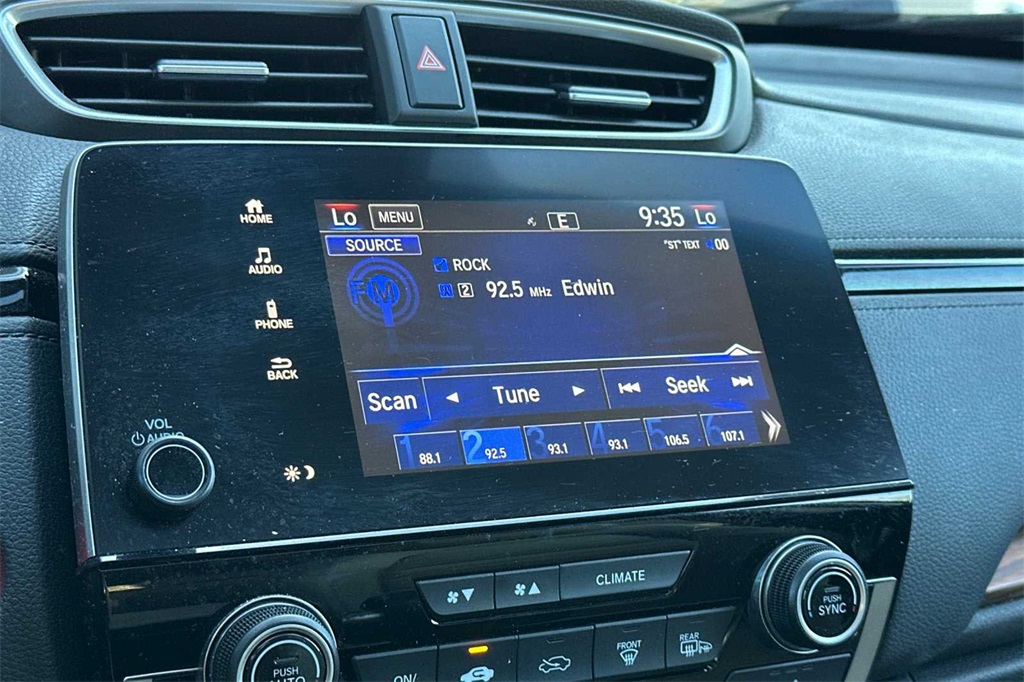 Lo MENU E 9:35 Lo
SOURCE "ST" TEXT 00
FM ROCK
2 92.5 MHz Edwin
Scan Tune Seek
1 88.1 2 92.5 3 93.1 4 93.1 5 106.5 6 107.1
HOME
AUDIO
PHONE
BACK
VOL
AUDIO
CLIMATE
PUSH
SYNC
PUSH
AUTO
ON/
FRONT
REAR